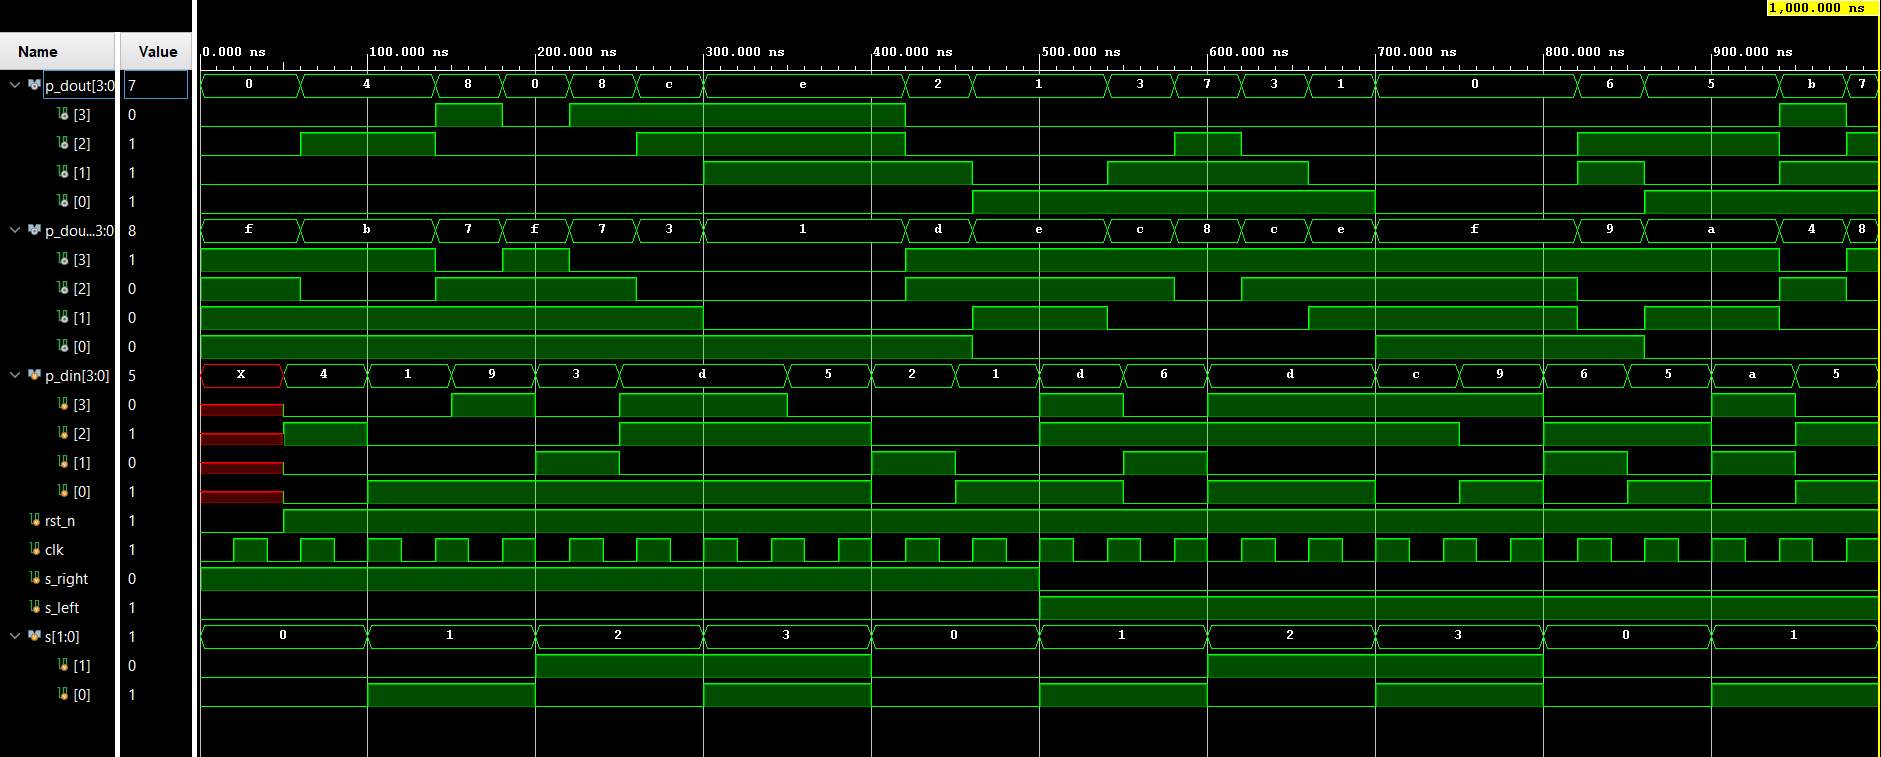 1,000.000 ns
Name Value 0.000 ns 100.000 ns 200.000 ns 300.000 ns 400.000 ns 500.000 ns 600.000 ns 700.000 ns 800.000 ns 900.000 ns
p_dout[3:0 7 0 4 8 0 8 c e 2 1 3 7 3 1 0 6 5 b 7
[3] 0
[2] 1
[1] 1
[0] 1
p_dou...3:0 8 f b 7 f 7 3 1 d e c 8 c e f 9 a 4 8
[3] 1
[2] 0
[1] 0
[0] 0
p_din[3:0] 5 X 4 1 9 3 d 5 2 1 d 6 d c 9 6 5 a 5
[3] 0
[2] 1
[1] 0
[0] 1
rst_n 1
clk 1
s_right 0
s_left 1
s[1:0] 1 0 1 2 3 0 1 2 3 0 1
[1] 0
[0] 1